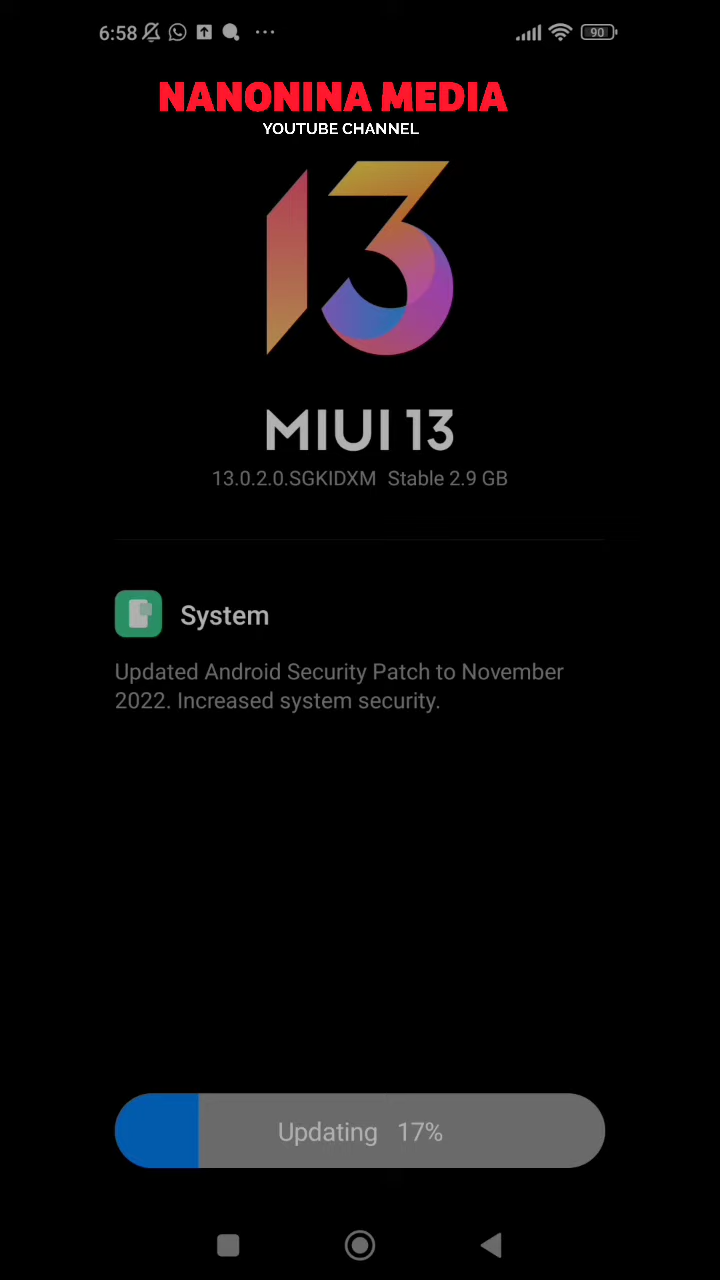 6:58
90
NANONINA MEDIA
YOUTUBE CHANNEL
13
MIUI 13
13.0.2.0.SGKIDXM Stable 2.9 GB
System
Updated Android Security Patch to November
2022. Increased system security.
Updating 17%